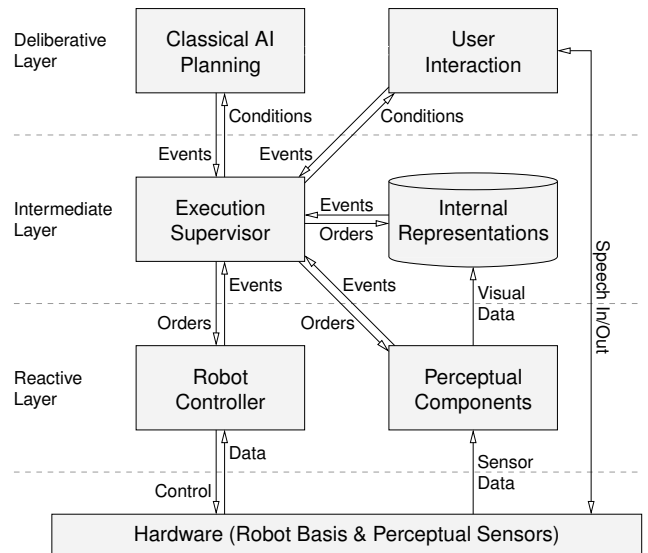 Deliberative
Layer
Classical AI
Planning
User
Interaction
Conditions
Conditions
Events
Events
Intermediate
Layer
Execution
Supervisor
Events
Orders
Internal
Representations
Speech In/Out
Events
Events
Visual
Data
Orders
Orders
Reactive
Layer
Robot
Controller
Perceptual
Components
Data
Sensor
Data
Control
Hardware (Robot Basis & Perceptual Sensors)